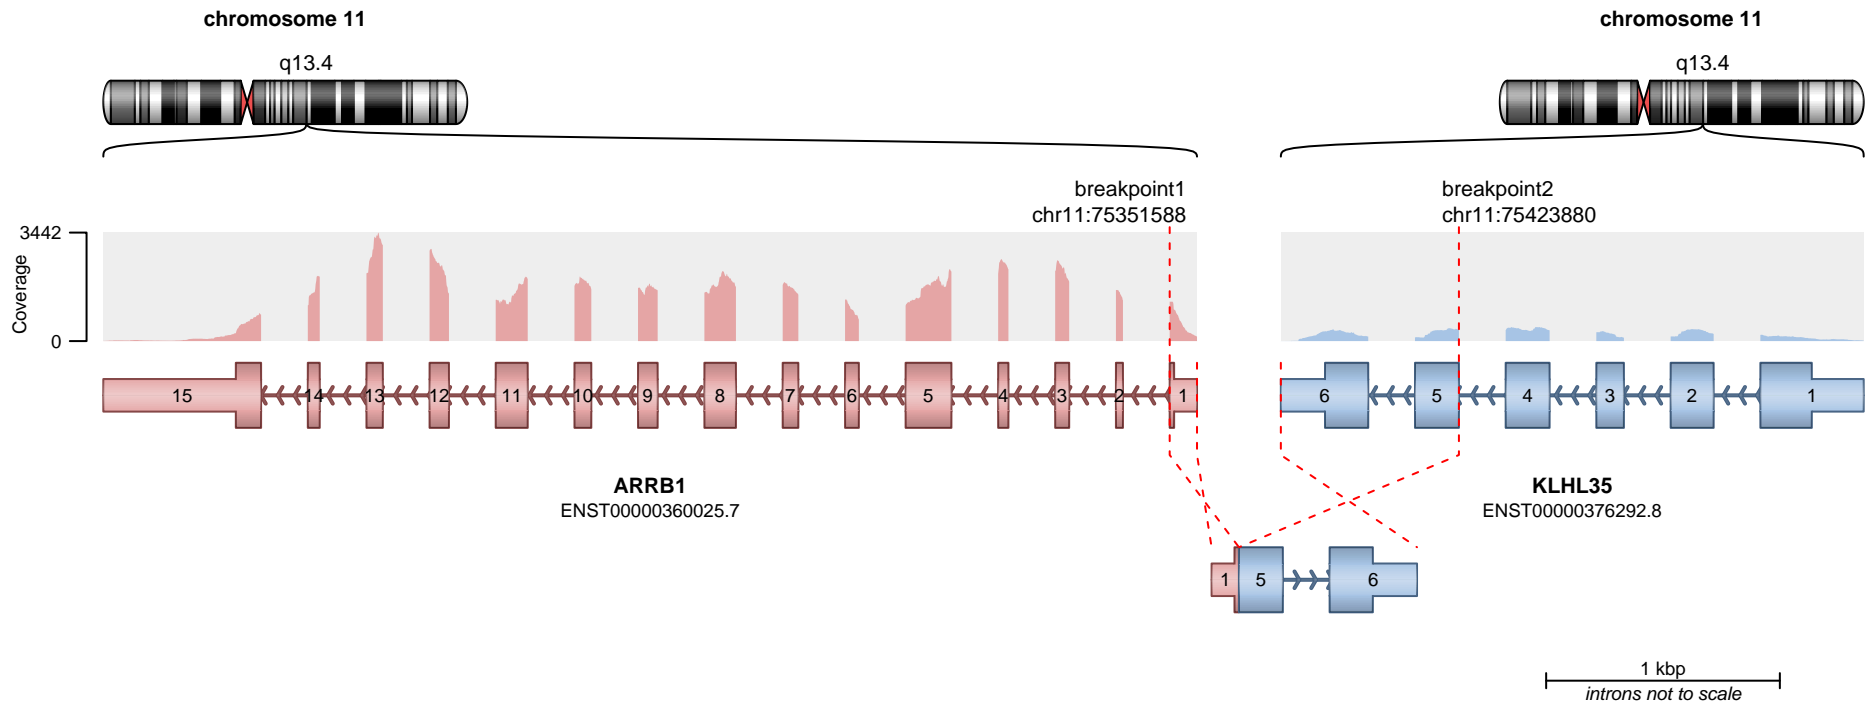 chromosome 11
chromosome 11
q13.4
q13.4
breakpoint1
chr11:75351588
breakpoint2
chr11:75423880
3442
0
Coverage
15 14 13 12 11 10 9 8 7 6 5 4 3 2 1
6 5 4 3 2 1
ARRB1
ENST00000360025.7
KLHL35
ENST00000376292.8
1 5 6
1 kbp
introns not to scale